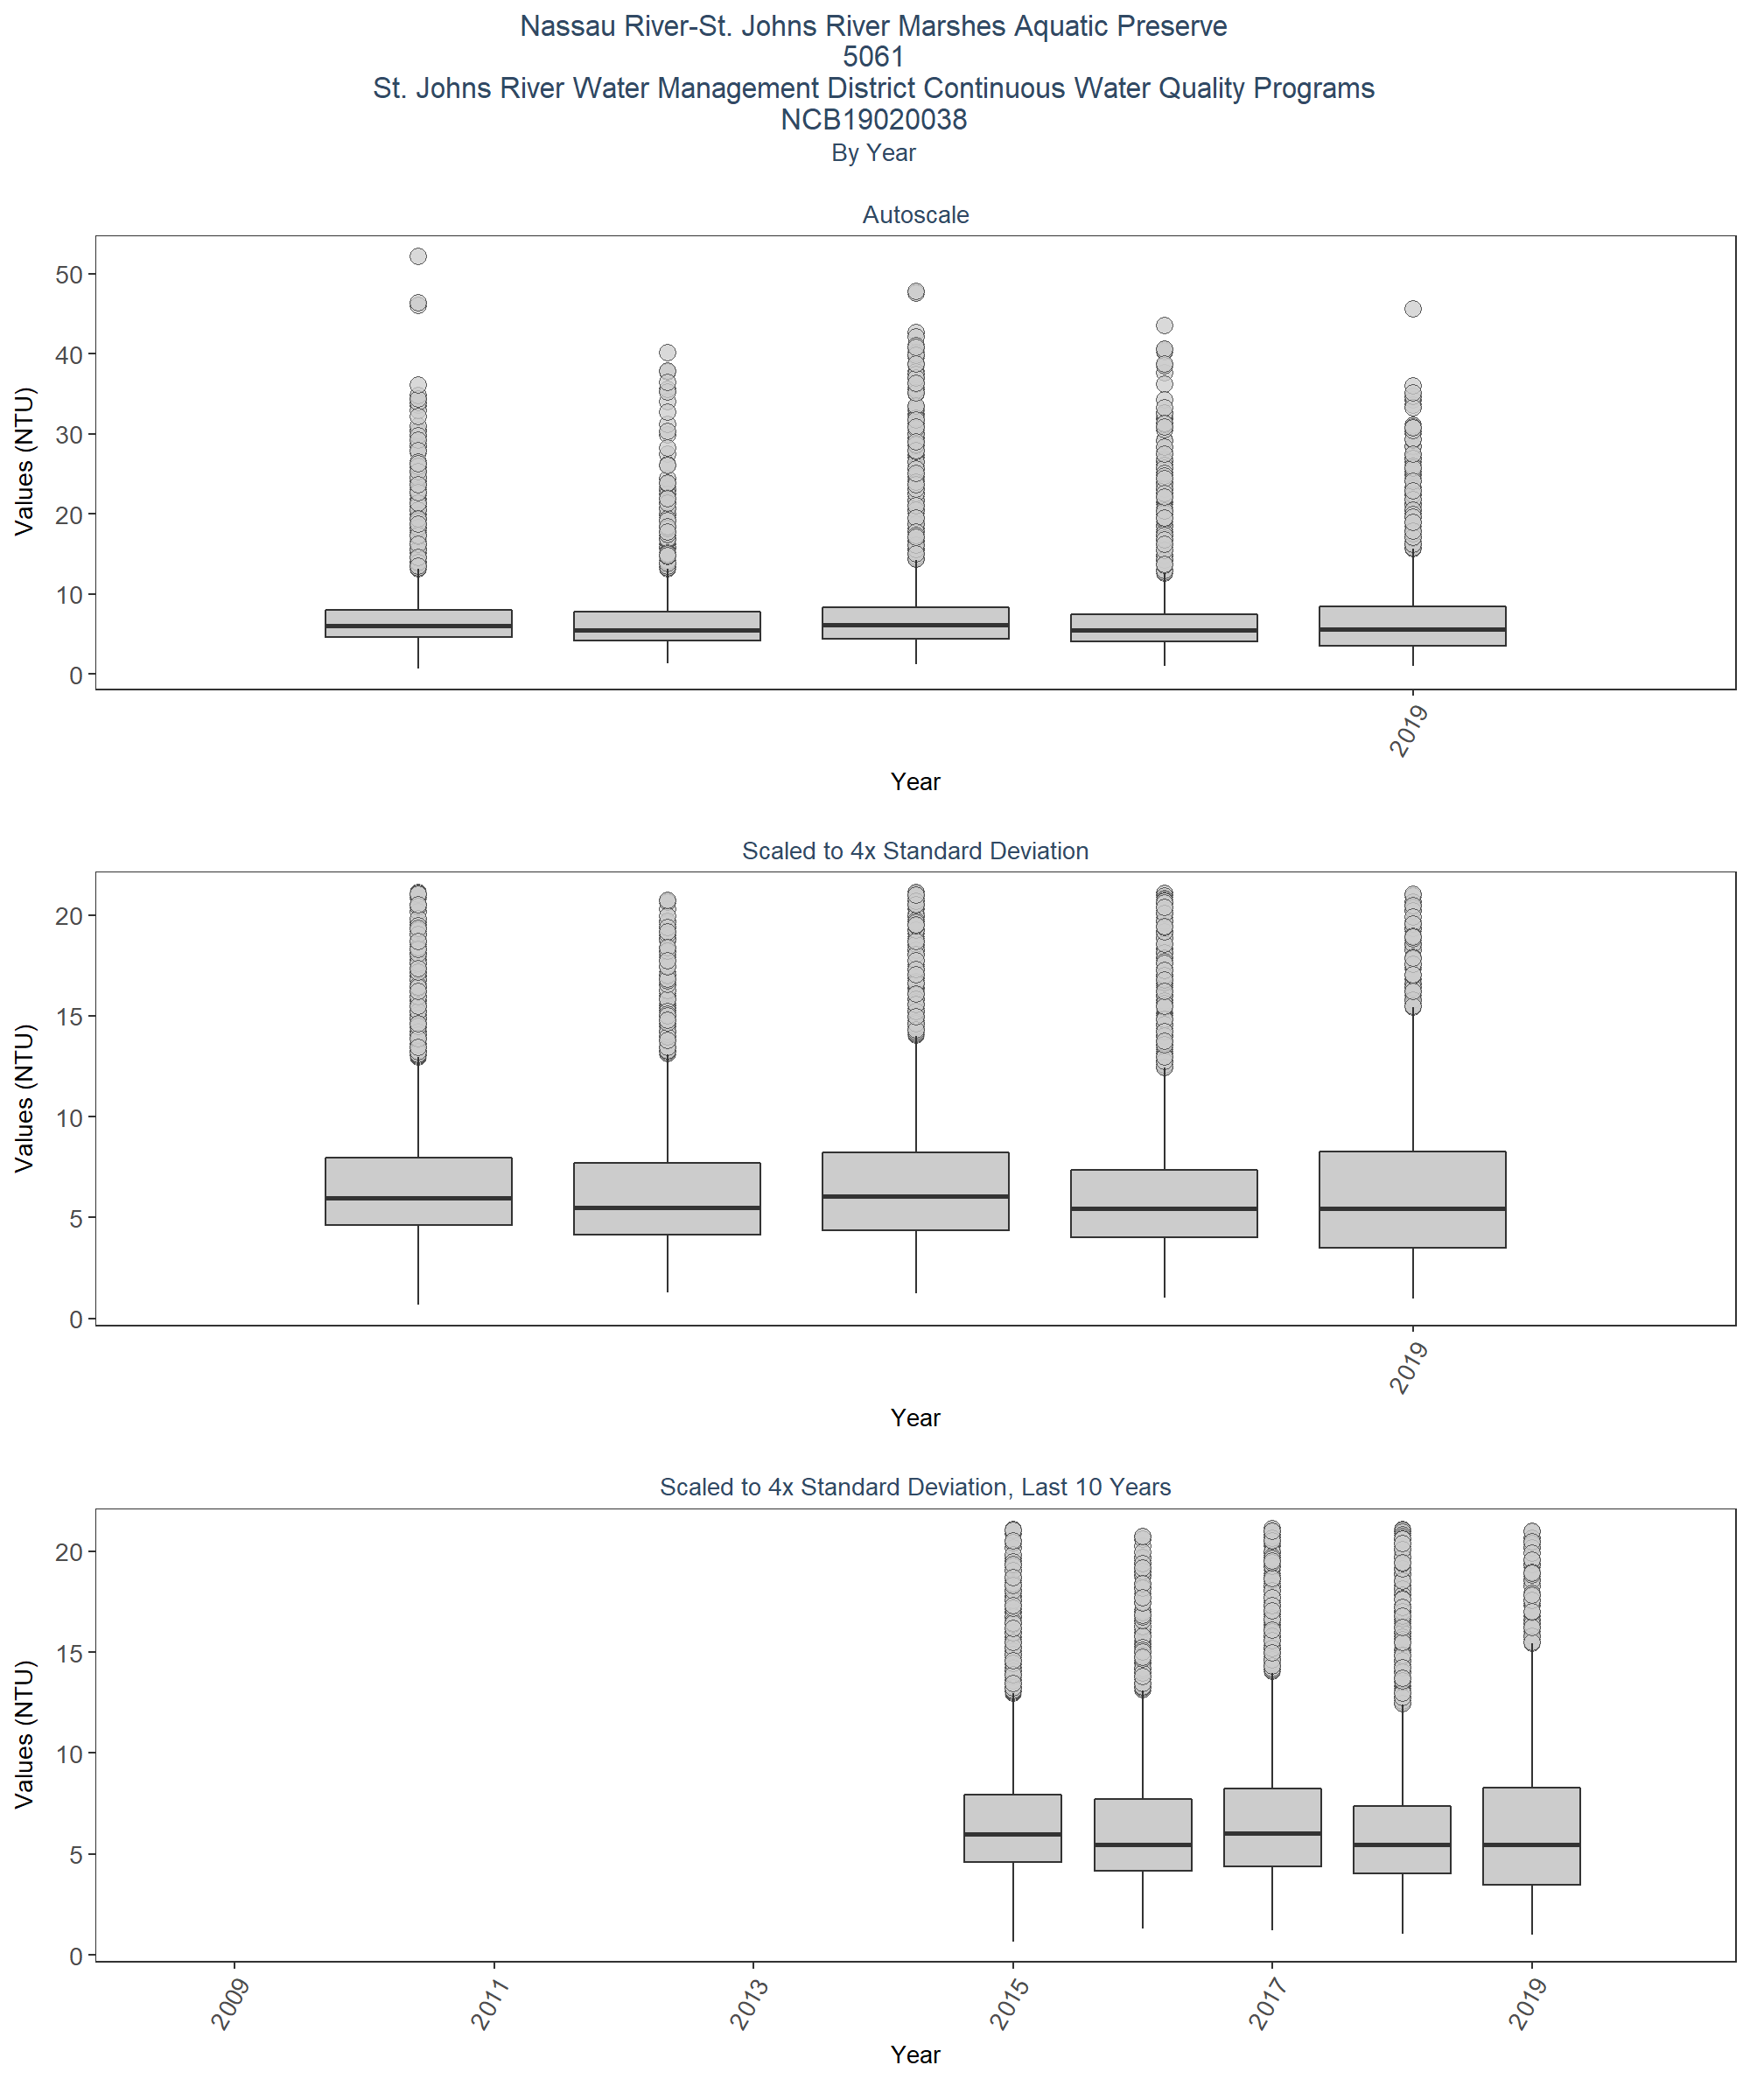 Nassau River-St. Johns River Marshes Aquatic Preserve
5061
St. Johns River Water Management District Continuous Water Quality Programs
NCB19020038
By Year
Autoscale
Values (NTU)
50
40
30
20
10
0
2019
Year
Scaled to 4x Standard Deviation
Values (NTU)
20
15
10
5
0
2019
Year
Scaled to 4x Standard Deviation, Last 10 Years
Values (NTU)
20
15
10
5
0
2009 2011 2013 2015 2017 2019
Year